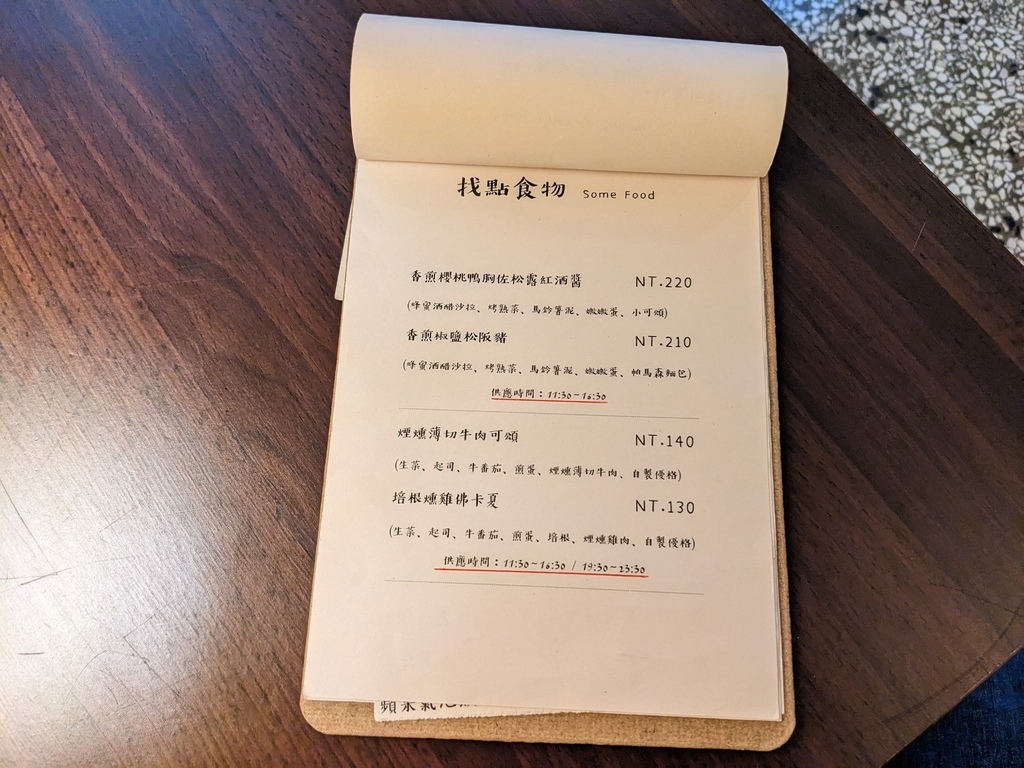 找點食物 Some Food
香煎櫻桃鴨胸佐松露紅酒醬 NT.220
(蜂蜜酒醋沙拉、烤熟菜、馬鈴薯泥、嫩嫩蛋、小可頌)
香煎椒鹽松阪豬 NT.210
(蜂蜜酒醋沙拉、烤熟菜、馬鈴薯泥、嫩嫩蛋、帕馬森麵包)
供應時間：11:30~16:30
煙燻薄切牛肉可頌 NT.140
(生菜、起司、牛番茄、煎蛋、煙燻薄切牛肉、自製優格)
培根燻雞佛卡夏 NT.130
(生菜、起司、牛番茄、煎蛋、培根、煙燻雞肉、自製優格)
供應時間：11:30~16:30 / 19:30~23:30